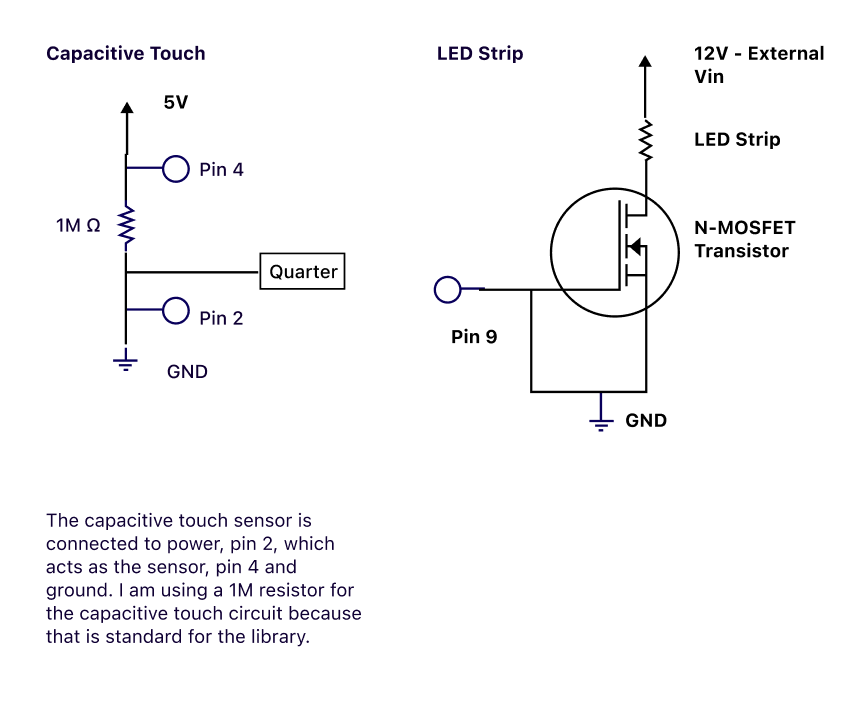 Capacitive Touch
5V
Pin 4
1M Ω
Quarter
Pin 2
GND
LED Strip
12V - External
Vin
LED Strip
N-MOSFET
Transistor
Pin 9
GND
The capacitive touch sensor is
connected to power, pin 2, which
acts as the sensor, pin 4 and
ground. I am using a 1M resistor for
the capacitive touch circuit because
that is standard for the library.